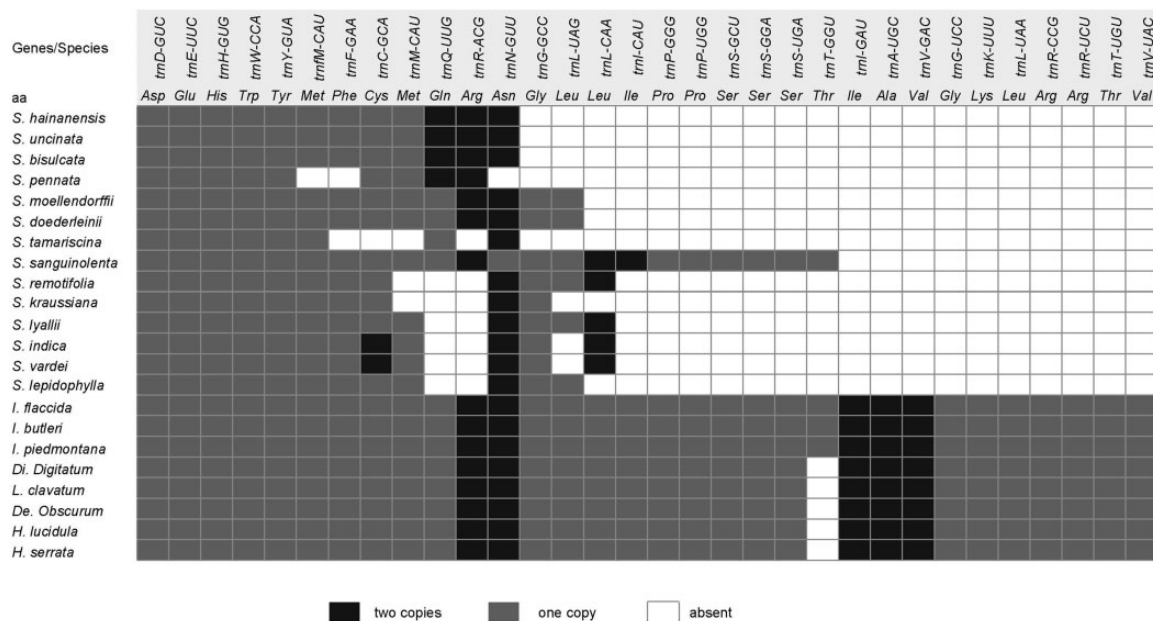 Genes/Species trnD-GUC trnE-UUC trnH-GUG trnW-CCA trnY-GUA trnfM-CAU trnF-GAA trnC-GCA trnM-CAU trnQ-UUG trnR-ACG trnN-GUU trnG-GCC trnL-UAG trnL-CAA trnI-CAU trnP-GGG trnP-UGG trnS-GCU trnS-GGA trnS-UGA trnT-GGU trnI-GAU trnA-UGC trnV-GAC trnG-UCC trnK-UUU trnL-UAA trnR-CCG trnR-UCU trnT-UGU trnV-UAC
aa Asp Glu His Trp Tyr Met Phe Cys Met Gln Arg Asn Gly Leu Leu Ile Pro Pro Ser Ser Ser Thr Ile Ala Val Gly Lys Leu Arg Arg Thr Val
S. hainanensis
S. uncinata
S. bisulcata
S. pennata
S. moellendorffii
S. doederleinii
S. tamariscina
S. sanguinolenta
S. remotifolia
S. kraussiana
S. lyallii
S. indica
S. vardei
S. lepidophylla
I. flaccida
I. butleri
I. piedmontana
Di. Digitatum
L. clavatum
De. Obscurum
H. lucidula
H. serrata
two copies one copy absent